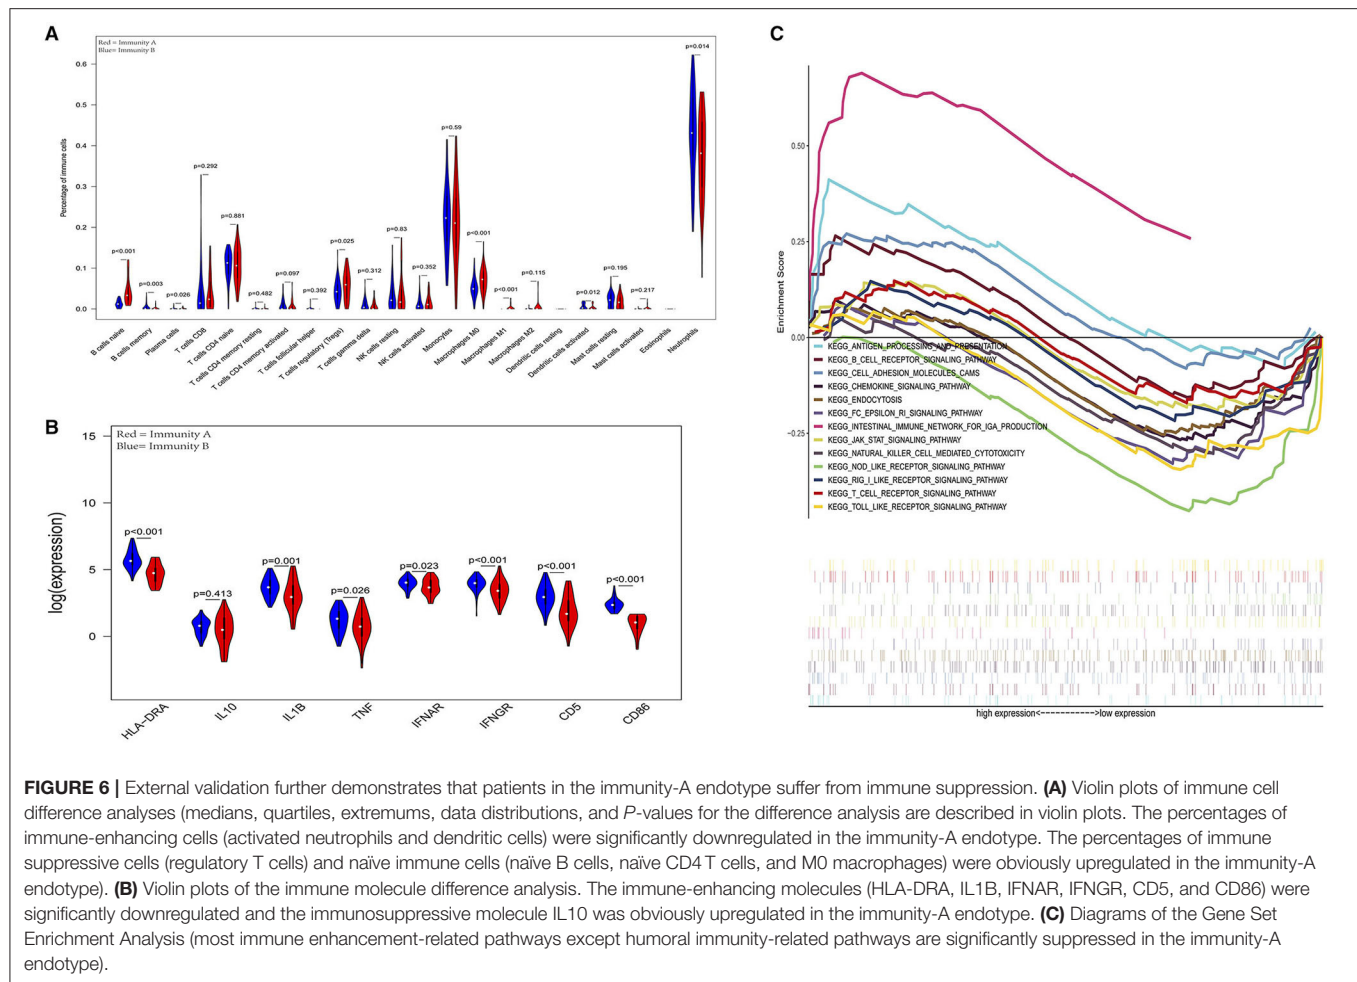 A
Red = Immunity A
Blue= Immunity B
Percentage of immune cells
0.6
0.5
0.4
0.3
0.2
0.1
0.0
p<0.001
p=0.003
p=0.026
p=0.292
p=0.881
p=0.482
p=0.097
p=0.392
p=0.025
p=0.312
p=0.83
p=0.352
p=0.59
p<0.001
p<0.001
p=0.115
p=0.012
p=0.195
p=0.217
p=0.014
B cells naive
B cells memory
Plasma cells
T cells CD8
T cells CD4 naive
T cells CD4 memory resting
T cells CD4 memory activated
T cells follicular helper
T cells regulatory (Tregs)
T cells gamma delta
NK cells resting
NK cells activated
Monocytes
Macrophages M0
Macrophages M1
Macrophages M2
Dendritic cells resting
Dendritic cells activated
Mast cells resting
Mast cells activated
Eosinophils
Neutrophils
B
Red = Immunity A
Blue= Immunity B
log(expression)
15
10
5
0
p<0.001
p=0.413
p=0.001
p=0.026
p=0.023
p<0.001
p<0.001
p<0.001
HLA−DRA
IL10
IL1B
TNF
IFNAR
IFNGR
CD5
CD86
C
Enrichment Score
0.50
0.25
0.00
−0.25
KEGG_ANTIGEN_PROCESSING_AND_PRESENTATION
KEGG_B_CELL_RECEPTOR_SIGNALING_PATHWAY
KEGG_CELL_ADHESION_MOLECULES_CAMS
KEGG_CHEMOKINE_SIGNALING_PATHWAY
KEGG_ENDOCYTOSIS
KEGG_FC_EPSILON_RI_SIGNALING_PATHWAY
KEGG_INTESTINAL_IMMUNE_NETWORK_FOR_IGA_PRODUCTION
KEGG_JAK_STAT_SIGNALING_PATHWAY
KEGG_NATURAL_KILLER_CELL_MEDIATED_CYTOTOXICITY
KEGG_NOD_LIKE_RECEPTOR_SIGNALING_PATHWAY
KEGG_RIG_I_LIKE_RECEPTOR_SIGNALING_PATHWAY
KEGG_T_CELL_RECEPTOR_SIGNALING_PATHWAY
KEGG_TOLL_LIKE_RECEPTOR_SIGNALING_PATHWAY
high expression<----------->low expression
FIGURE 6 | External validation further demonstrates that patients in the immunity-A endotype suffer from immune suppression. (A) Violin plots of immune cell
difference analyses (medians, quartiles, extremums, data distributions, and P-values for the difference analysis are described in violin plots. The percentages of
immune-enhancing cells (activated neutrophils and dendritic cells) were significantly downregulated in the immunity-A endotype. The percentages of immune
suppressive cells (regulatory T cells) and naïve immune cells (naïve B cells, naïve CD4 T cells, and M0 macrophages) were obviously upregulated in the immunity-A
endotype). (B) Violin plots of the immune molecule difference analysis. The immune-enhancing molecules (HLA-DRA, IL1B, IFNAR, IFNGR, CD5, and CD86) were
significantly downregulated and the immunosuppressive molecule IL10 was obviously upregulated in the immunity-A endotype. (C) Diagrams of the Gene Set
Enrichment Analysis (most immune enhancement-related pathways except humoral immunity-related pathways are significantly suppressed in the immunity-A
endotype).